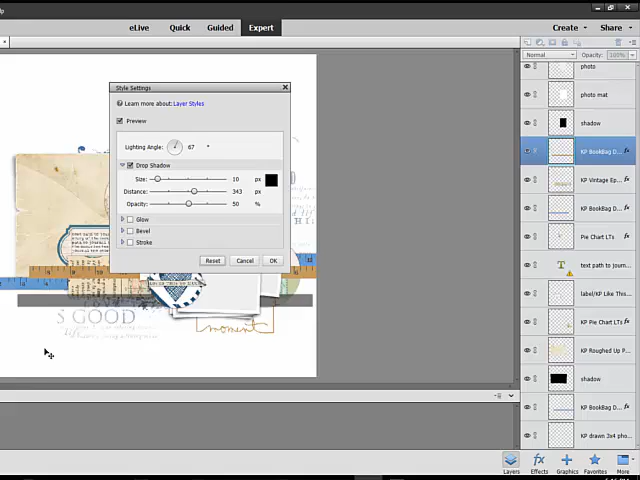 elp
eLive Quick Guided Expert Create Share
Normal Opacity: 100%
Style Settings
Learn more about: Layer Styles
Preview
Lighting Angle: 67 °
Drop Shadow
Size: 10 px
Distance: 343 px
Opacity: 50 %
Glow
Bevel
Stroke
Reset Cancel OK
S GOOD
moment
photo
photo mat
shadow
KP BookBag D... fx
KP Vintage Ep...
KP BookBag D... fx
Pie Chart LTs
text path to journ...
label/KP Like This
KP Pie Chart LTs
KP Roughed Up P...
shadow
KP BookBag D... fx
KP drawn 3x4 pho...
Layers Effects Graphics Favorites More